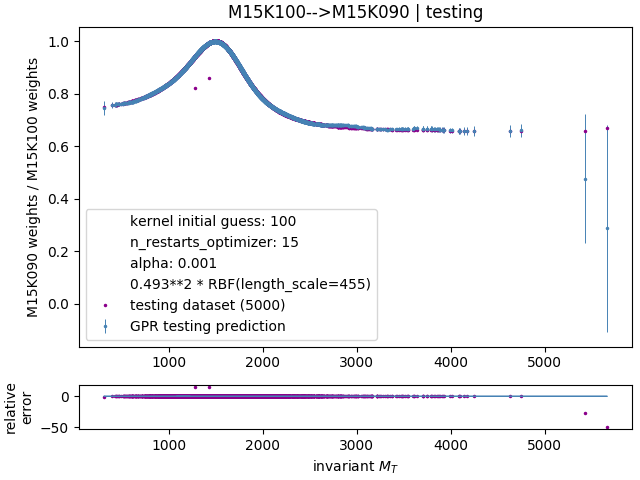 M15K100-->M15K090 | testing
M15K090 weights / M15K100 weights
1.0
0.8
0.6
0.4
0.2
0.0
kernel initial guess: 100
n_restarts_optimizer: 15
alpha: 0.001
0.493**2 * RBF(length_scale=455)
testing dataset (5000)
GPR testing prediction
1000 2000 3000 4000 5000
relative
error
0
−50
1000 2000 3000 4000 5000
invariant M_T